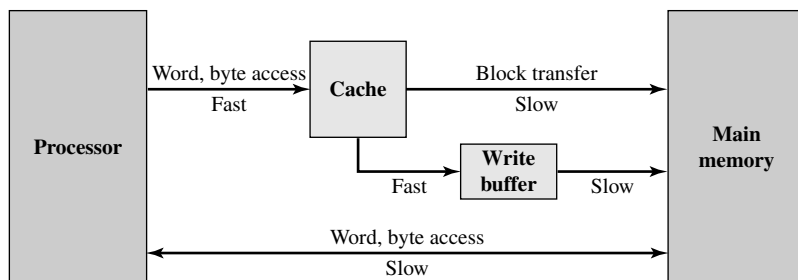 Processor
Word, byte access
Fast
Cache
Block transfer
Slow
Fast
Write
buffer
Slow
Main
memory
Word, byte access
Slow